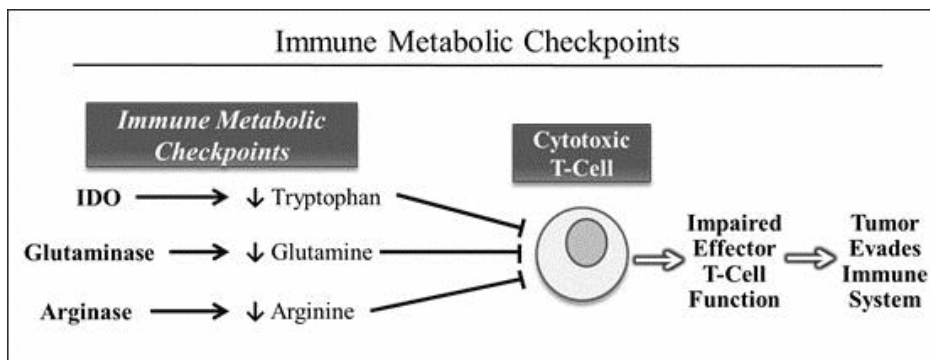 Immune Metabolic Checkpoints
Immune Metabolic
Checkpoints
Cytotoxic
T-Cell
IDO
↓ Tryptophan
Glutaminase
↓ Glutamine
Arginase
↓ Arginine
Impaired
Effector
T-Cell
Function
Tumor
Evades
Immune
System